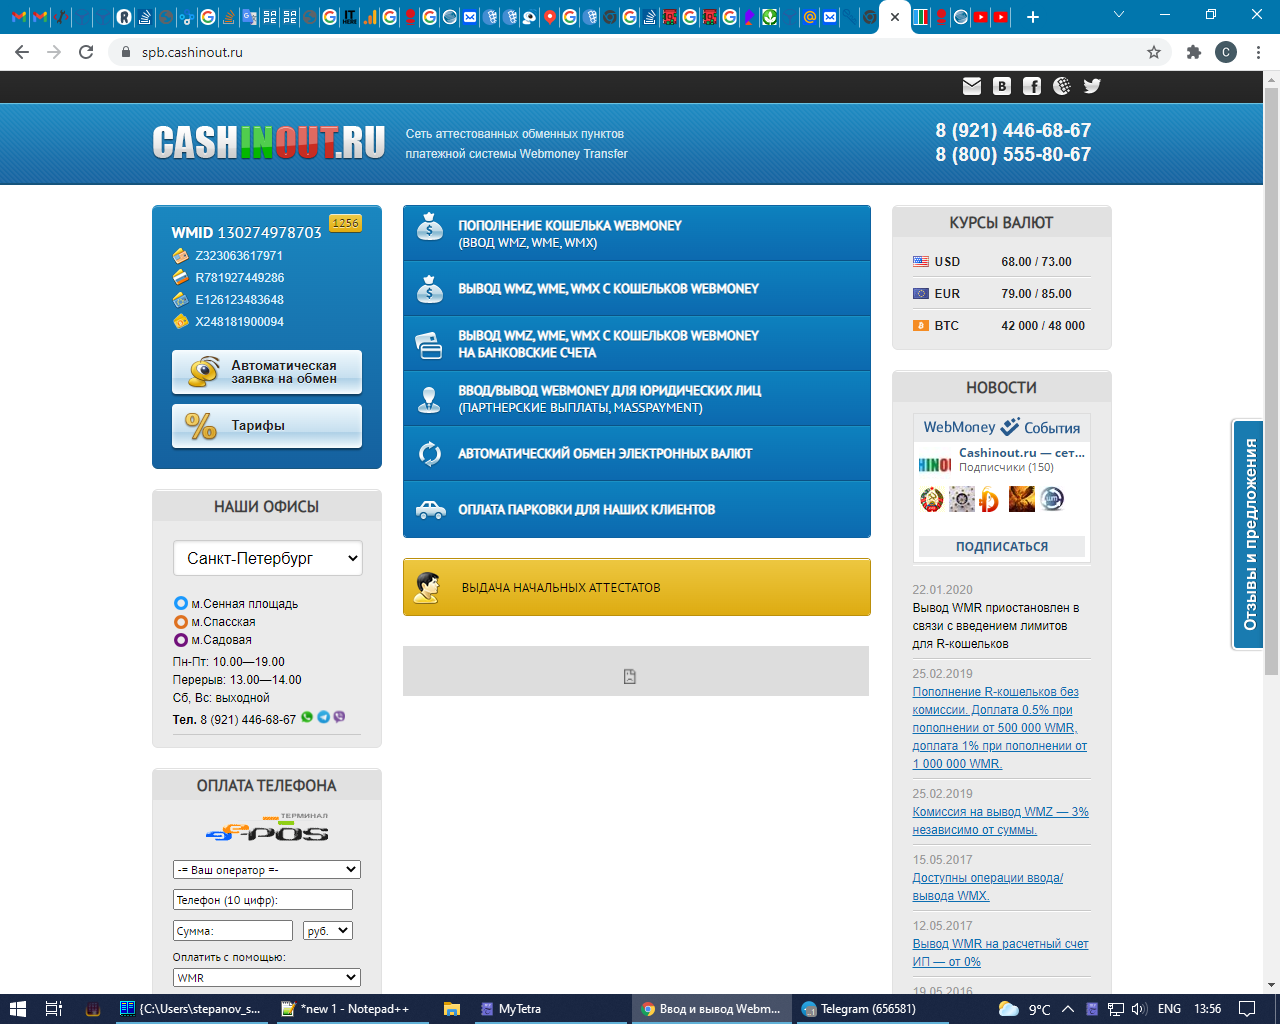 spb.cashinout.ru
C
CASHINOUT.RU
Сеть аттестованных обменных пунктов
платежной системы Webmoney Transfer
8 (921) 446-68-67
8 (800) 555-80-67
WMID 130274978703
1256
Z323063617971
R781927449286
E126123483648
X248181900094
Автоматическая
заявка на обмен
Тарифы
НАШИ ОФИСЫ
Санкт-Петербург
м.Сенная площадь
м.Спасская
м.Садовая
Пн-Пт: 10.00—19.00
Перерыв: 13.00—14.00
Сб, Вс: выходной
Тел. 8 (921) 446-68-67
ОПЛАТА ТЕЛЕФОНА
ТЕРМИНАЛ
e-POS
-= Ваш оператор =-
Телефон (10 цифр):
Сумма:
руб.
Оплатить с помощью:
WMR
ПОПОЛНЕНИЕ КОШЕЛЬКА WEBMONEY
(ВВОД WMZ, WME, WMX)
ВЫВОД WMZ, WME, WMX С КОШЕЛЬКОВ WEBMONEY
ВЫВОД WMZ, WME, WMX С КОШЕЛЬКОВ WEBMONEY
НА БАНКОВСКИЕ СЧЕТА
ВВОД/ВЫВОД WEBMONEY ДЛЯ ЮРИДИЧЕСКИХ ЛИЦ
(ПАРТНЕРСКИЕ ВЫПЛАТЫ, MASSPAYMENT)
АВТОМАТИЧЕСКИЙ ОБМЕН ЭЛЕКТРОННЫХ ВАЛЮТ
ОПЛАТА ПАРКОВКИ ДЛЯ НАШИХ КЛИЕНТОВ
ВЫДАЧА НАЧАЛЬНЫХ АТТЕСТАТОВ
КУРСЫ ВАЛЮТ
USD 68.00 / 73.00
EUR 79.00 / 85.00
BTC 42 000 / 48 000
НОВОСТИ
WebMoney События
Cashinout.ru — сет...
Подписчики (150)
ПОДПИСАТЬСЯ
22.01.2020
Вывод WMR приостановлен в
связи с введением лимитов
для R-кошельков
25.02.2019
Пополнение R-кошельков без
комиссии. Доплата 0.5% при
пополнении от 500 000 WMR,
доплата 1% при пополнении от
1 000 000 WMR.
25.02.2019
Комиссия на вывод WMZ — 3%
независимо от суммы.
15.05.2017
Доступны операции ввода/
вывода WMX.
12.05.2017
Вывод WMR на расчетный счет
ИП — от 0%
19.05.2016
Отзывы и предложения
{C:\Users\stepanov_s...
*new 1 - Notepad++
MyTetra
Ввод и вывод Webm...
Telegram (656581)
9°C
ENG
13:56